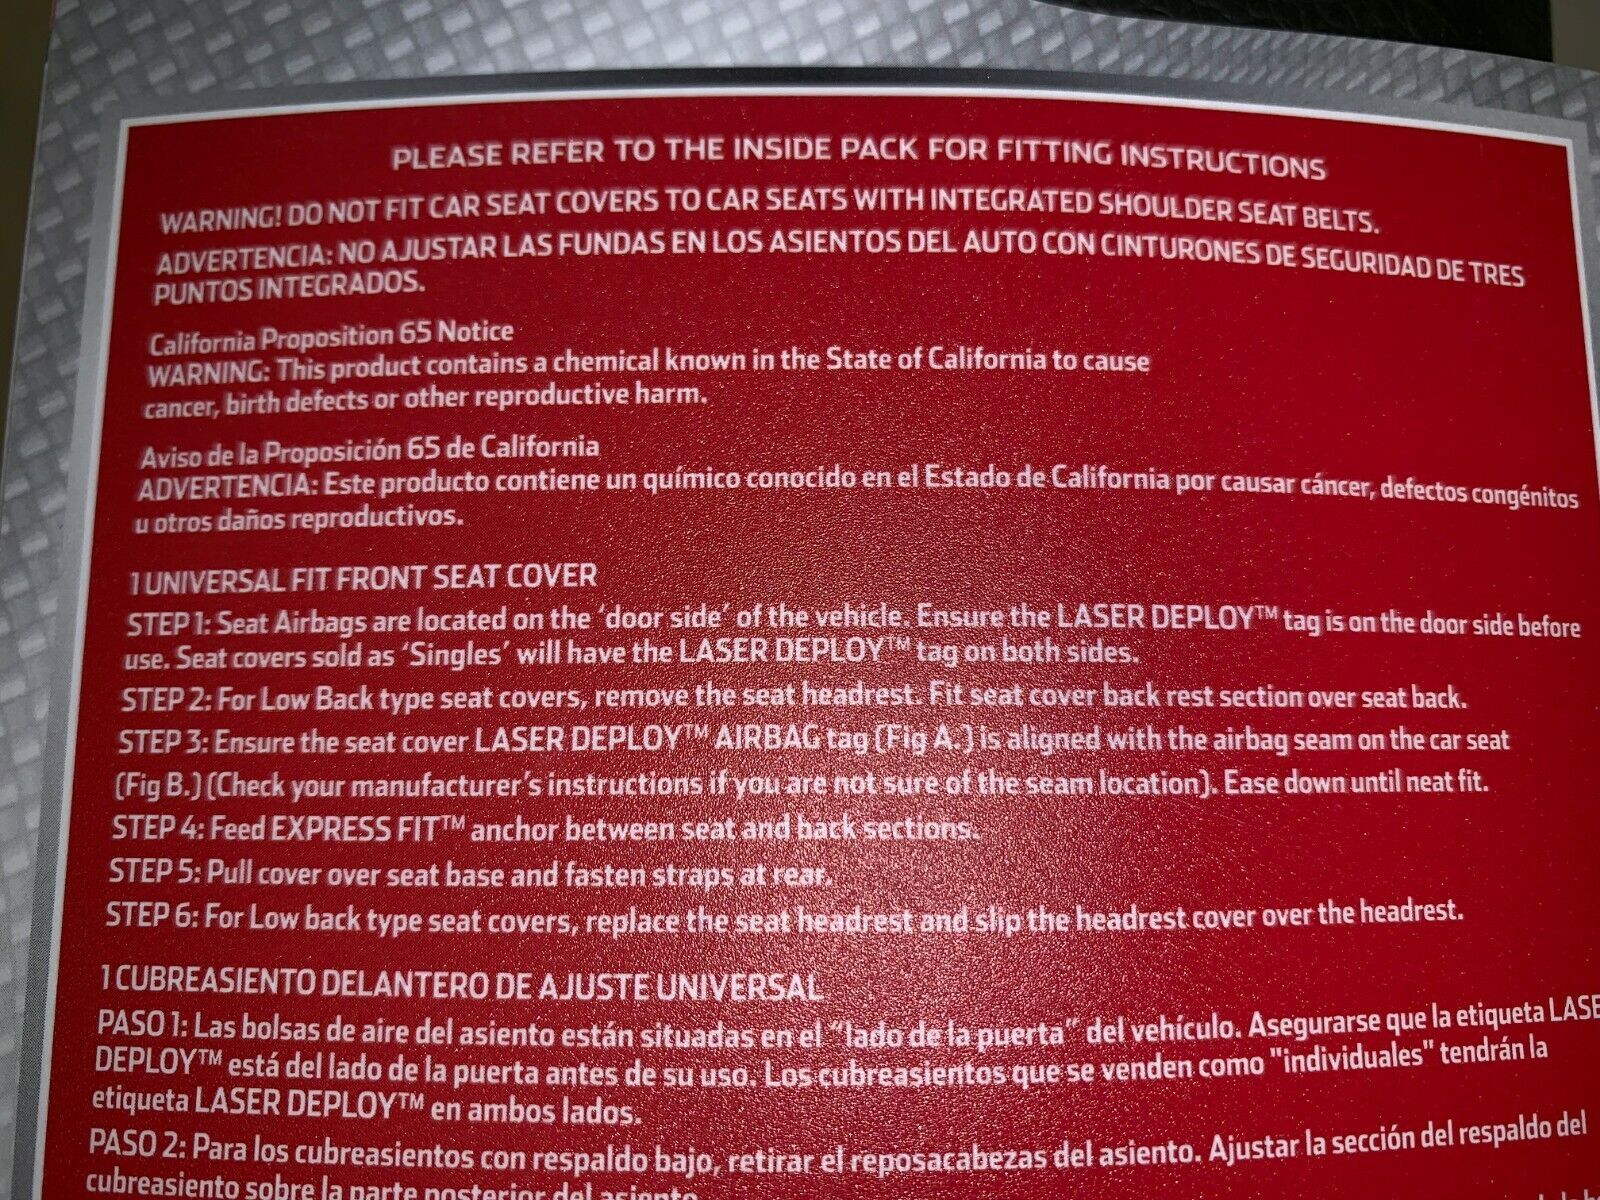 PLEASE REFER TO THE INSIDE PACK FOR FITTING INSTRUCTIONS
WARNING! DO NOT FIT CAR SEAT COVERS TO CAR SEATS WITH INTEGRATED SHOULDER SEAT BELTS.
ADVERTENCIA: NO AJUSTAR LAS FUNDAS EN LOS ASIENTOS DEL AUTO CON CINTURONES DE SEGURIDAD DE TRES
PUNTOS INTEGRADOS.
California Proposition 65 Notice
WARNING: This product contains a chemical known in the State of California to cause
cancer, birth defects or other reproductive harm.
Aviso de la Proposición 65 de California
ADVERTENCIA: Este producto contiene un químico conocido en el Estado de California por causar cáncer, defectos congénitos
u otros daños reproductivos.
1 UNIVERSAL FIT FRONT SEAT COVER
STEP 1: Seat Airbags are located on the ‘door side’ of the vehicle. Ensure the LASER DEPLOY™ tag is on the door side before
use. Seat covers sold as ‘Singles’ will have the LASER DEPLOY™ tag on both sides.
STEP 2: For Low Back type seat covers, remove the seat headrest. Fit seat cover back rest section over seat back.
STEP 3: Ensure the seat cover LASER DEPLOY™ AIRBAG tag (Fig A.) is aligned with the airbag seam on the car seat
(Fig B.) (Check your manufacturer’s instructions if you are not sure of the seam location). Ease down until neat fit.
STEP 4: Feed EXPRESS FIT™ anchor between seat and back sections.
STEP 5: Pull cover over seat base and fasten straps at rear.
STEP 6: For Low back type seat covers, replace the seat headrest and slip the headrest cover over the headrest.
1 CUBREASIENTO DELANTERO DE AJUSTE UNIVERSAL
PASO 1: Las bolsas de aire del asiento están situadas en el “lado de la puerta” del vehículo. Asegurarse que la etiqueta LASE
DEPLOY™ está del lado de la puerta antes de su uso. Los cubreasientos que se venden como "individuales" tendrán la
etiqueta LASER DEPLOY™ en ambos lados.
PASO 2: Para los cubreasientos con respaldo bajo, retirar el reposacabezas del asiento. Ajustar la sección del respaldo del
cubreasiento sobre la parte posterior del asiento.